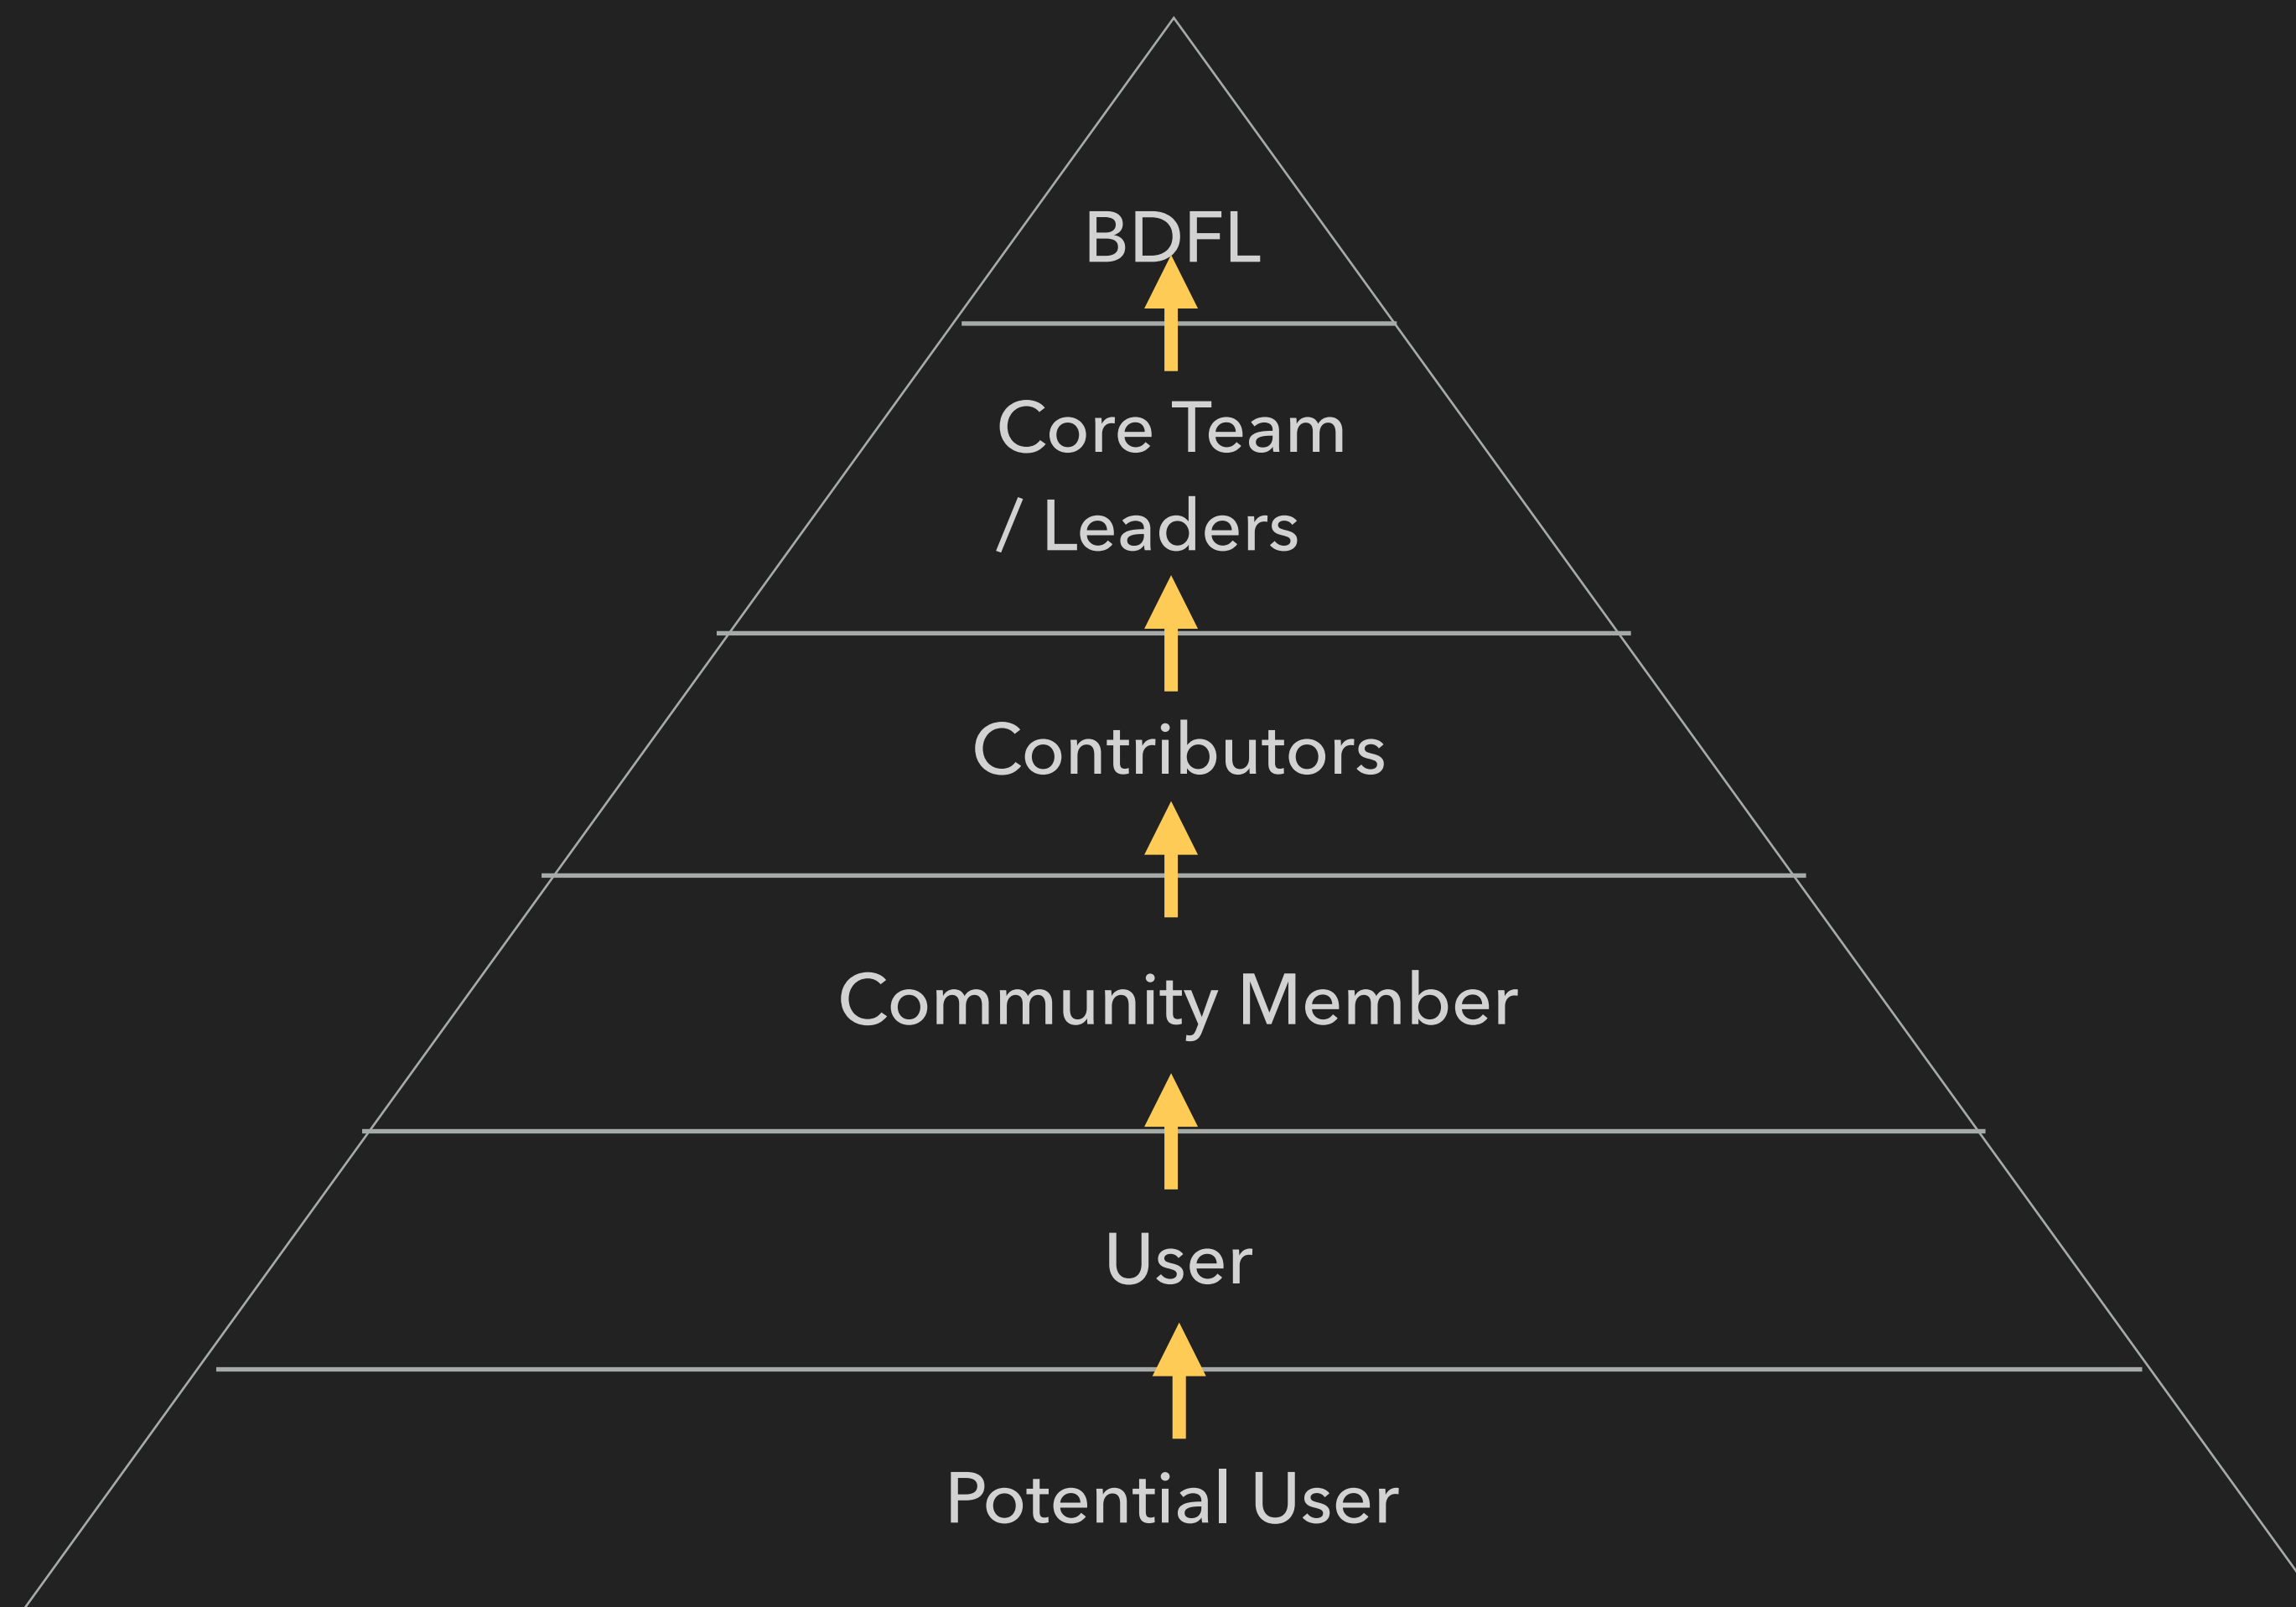 BDFL
Core Team
/ Leaders
Contributors
Community Member
User
Potential User